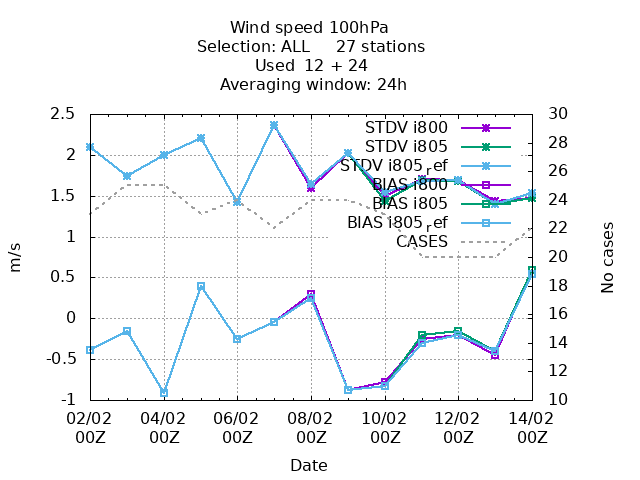 Wind speed 100hPa
Selection: ALL 27 stations
Used 12 + 24
Averaging window: 24h
2.5
2
1.5
1
0.5
0
-0.5
-1
m/s
30
28
26
24
22
20
18
16
14
12
10
No cases
STDV i800
STDV i805
STDV i805ref
BIAS i800
BIAS i805
BIAS i805ref
CASES
02/02 04/02 06/02 08/02 10/02 12/02 14/02
00Z 00Z 00Z 00Z 00Z 00Z 00Z
Date